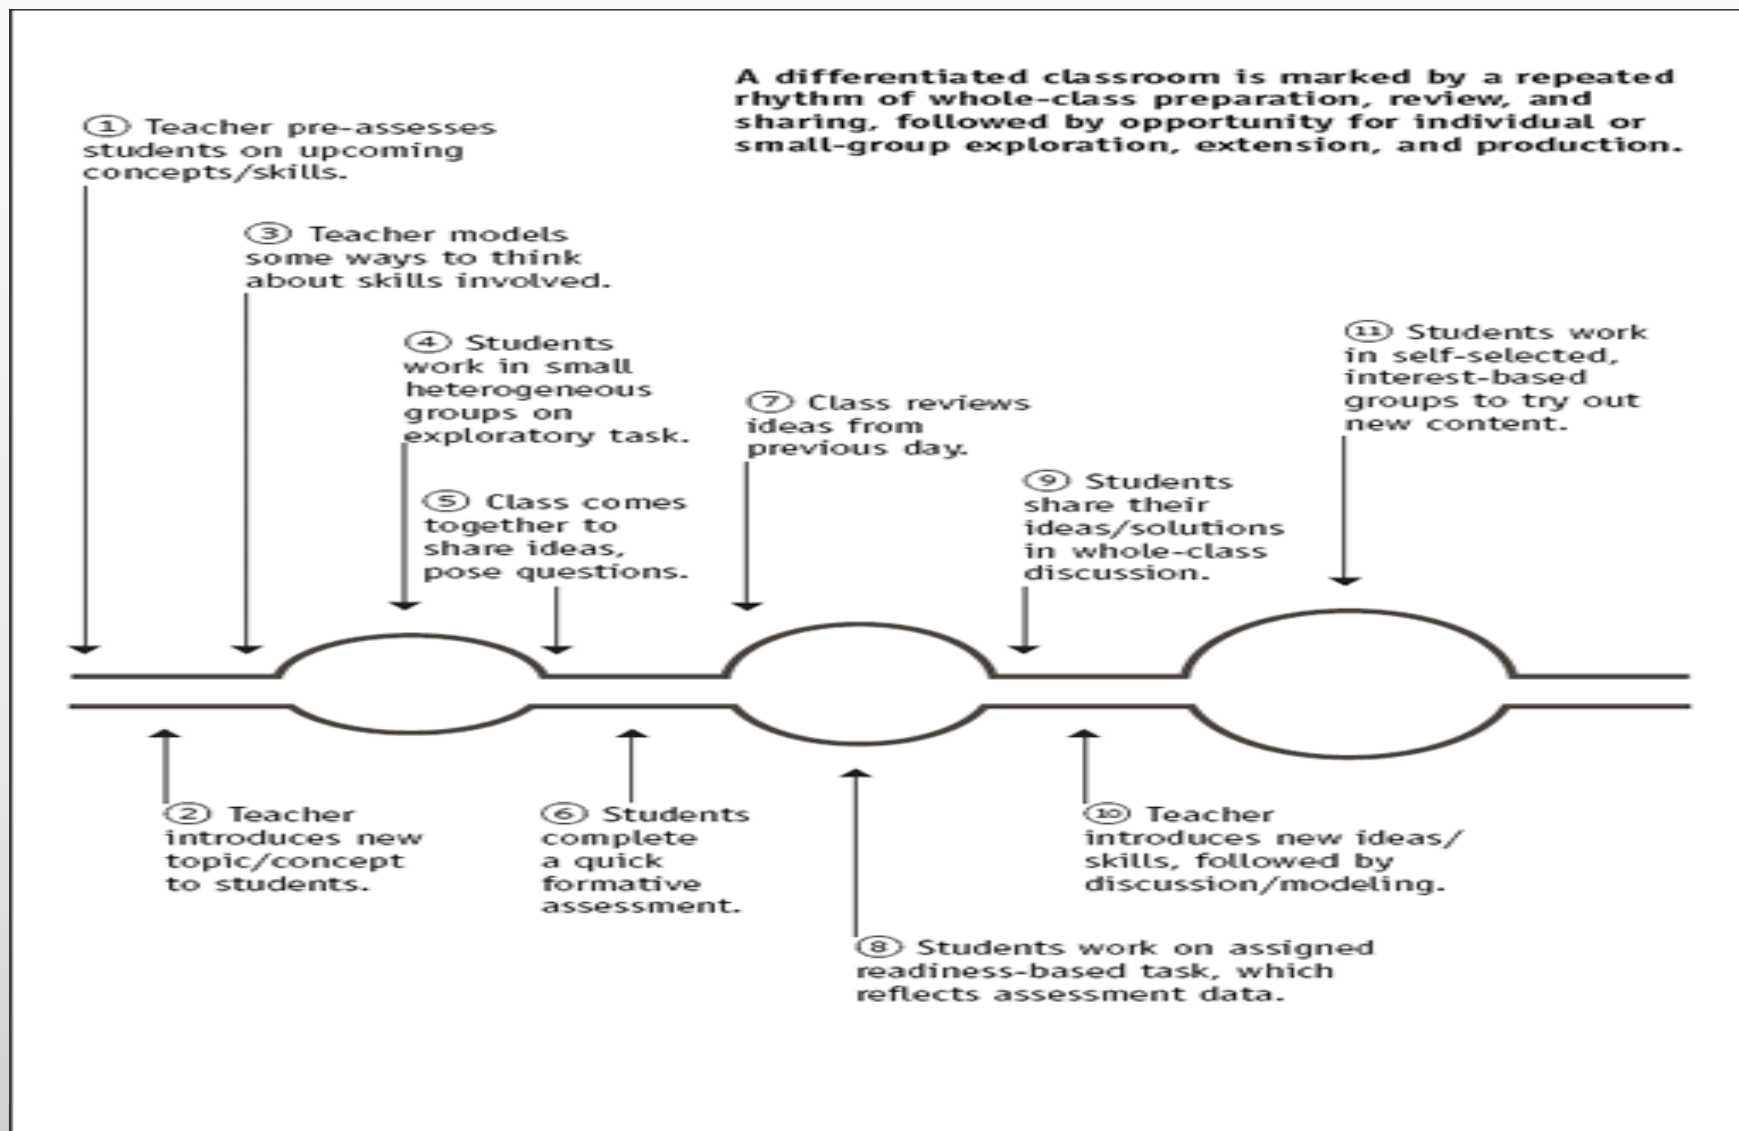 A differentiated classroom is marked by a repeated
rhythm of whole-class preparation, review, and
sharing, followed by opportunity for individual or
small-group exploration, extension, and production.
1 Teacher pre-assesses
students on upcoming
concepts/skills.
2 Teacher
introduces new
topic/concept
to students.
3 Teacher models
some ways to think
about skills involved.
4 Students
work in small
heterogeneous
groups on
exploratory task.
5 Class comes
together to
share ideas,
pose questions.
6 Students
complete
a quick
formative
assessment.
7 Class reviews
ideas from
previous day.
8 Students work on assigned
readiness-based task, which
reflects assessment data.
9 Students
share their
ideas/solutions
in whole-class
discussion.
10 Teacher
introduces new ideas/
skills, followed by
discussion/modeling.
11 Students work
in self-selected,
interest-based
groups to try out
new content.